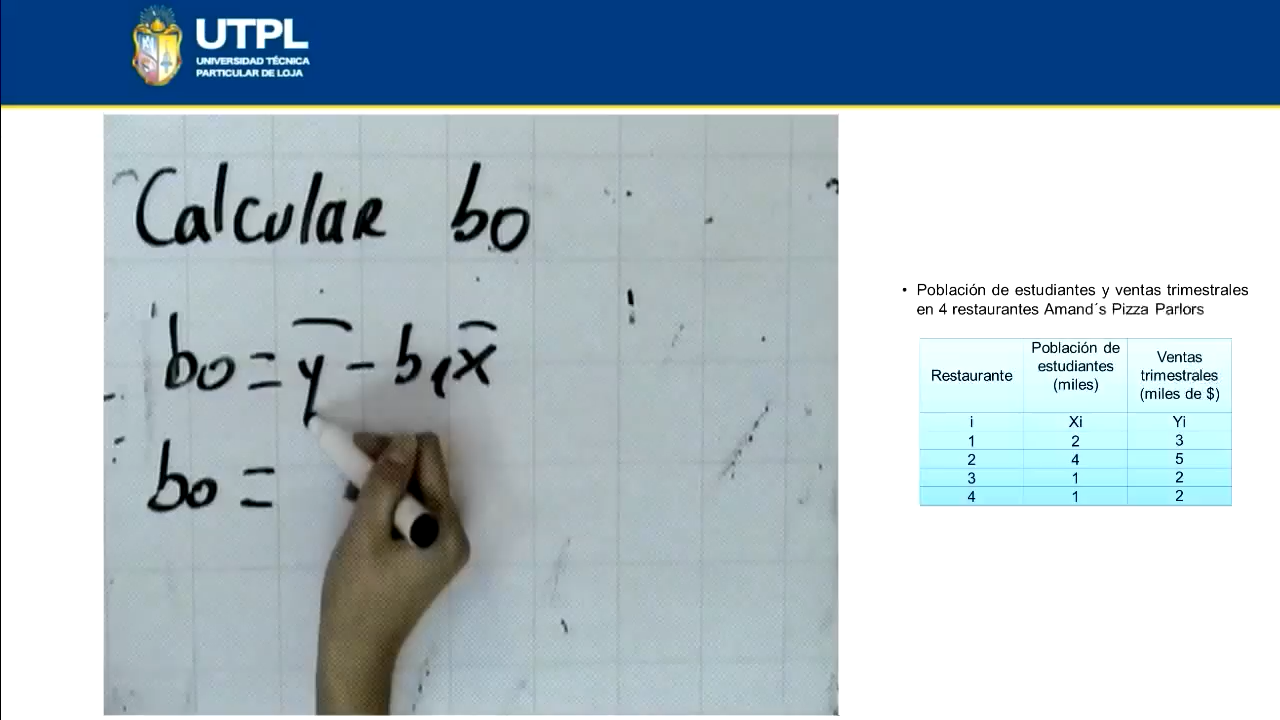 UTPL
UNIVERSIDAD TÉCNICA
PARTICULAR DE LOJA
Calcular bo
bo = y̅ - b₁x̅
bo =
• Población de estudiantes y ventas trimestrales
en 4 restaurantes Amand´s Pizza Parlors
Restaurante Población de estudiantes (miles) Ventas trimestrales (miles de $)
i Xi Yi
1 2 3
2 4 5
3 1 2
4 1 2